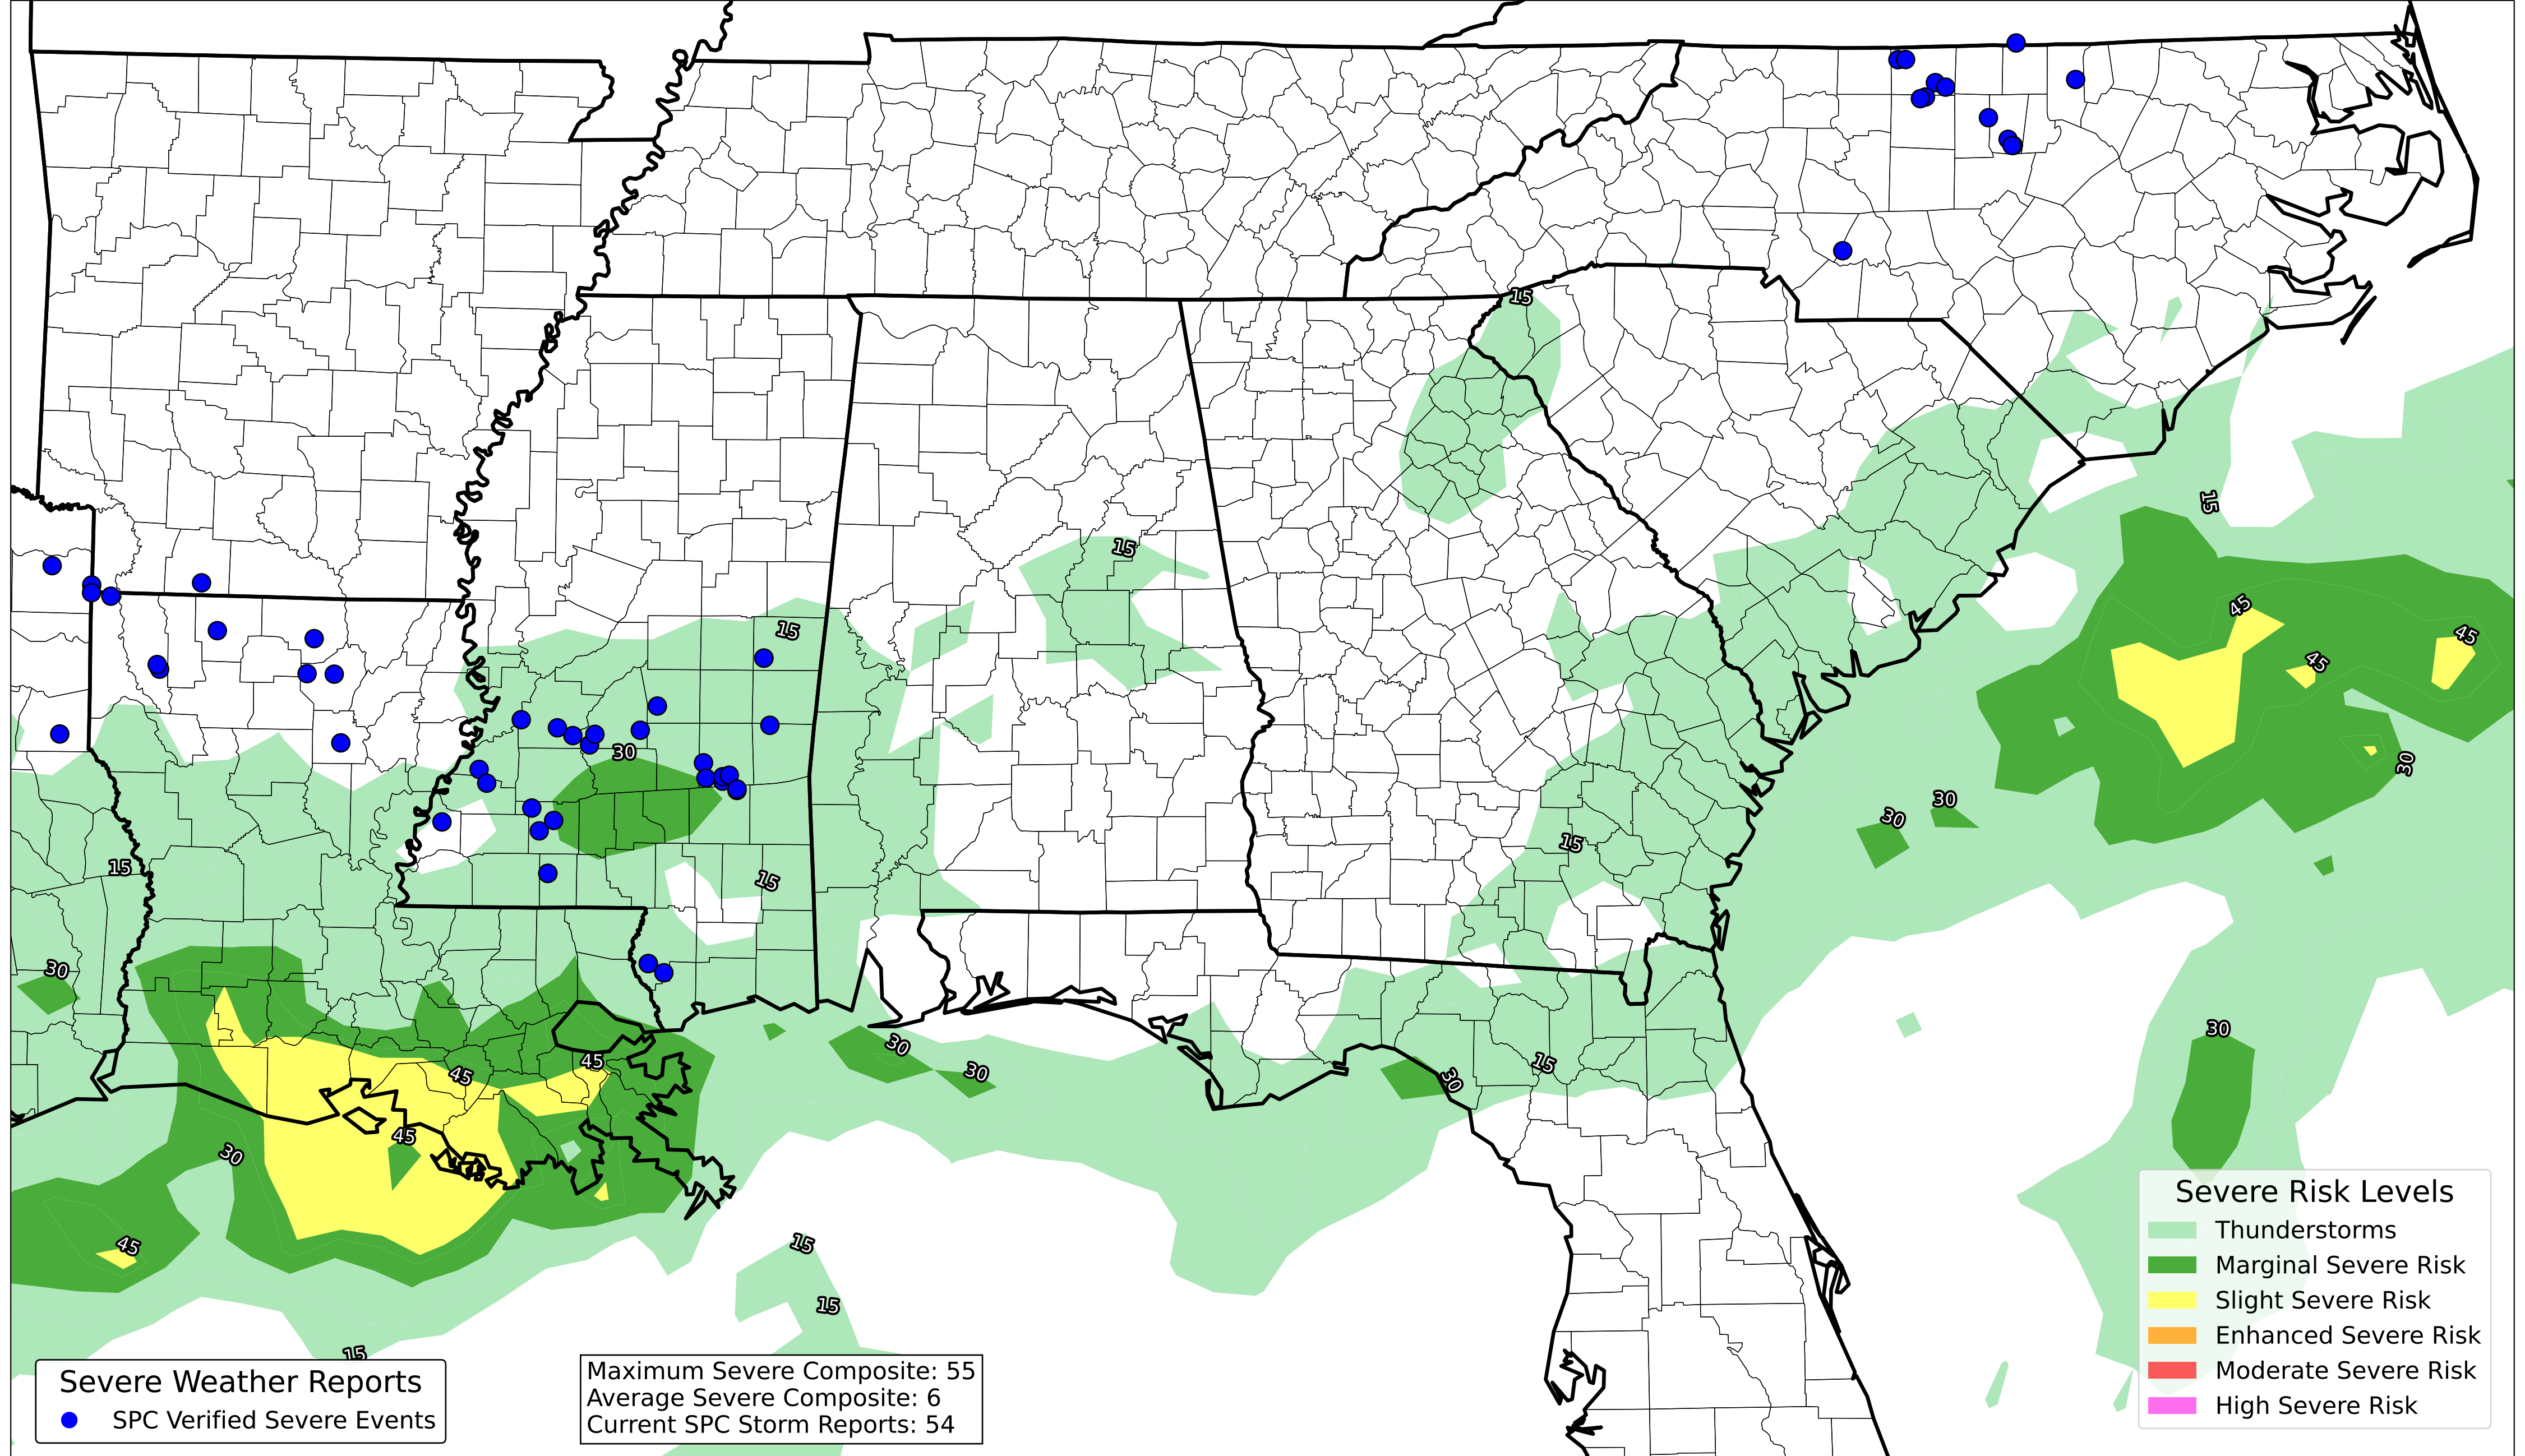 15
15
15
15
45
45
45
30
30
30
30
15
15
15
30
30
45
45
30
30
30
15
45
30
45
15
15
15
Severe Weather Reports
SPC Verified Severe Events
Maximum Severe Composite: 55
Average Severe Composite: 6
Current SPC Storm Reports: 54
Severe Risk Levels
Thunderstorms
Marginal Severe Risk
Slight Severe Risk
Enhanced Severe Risk
Moderate Severe Risk
High Severe Risk